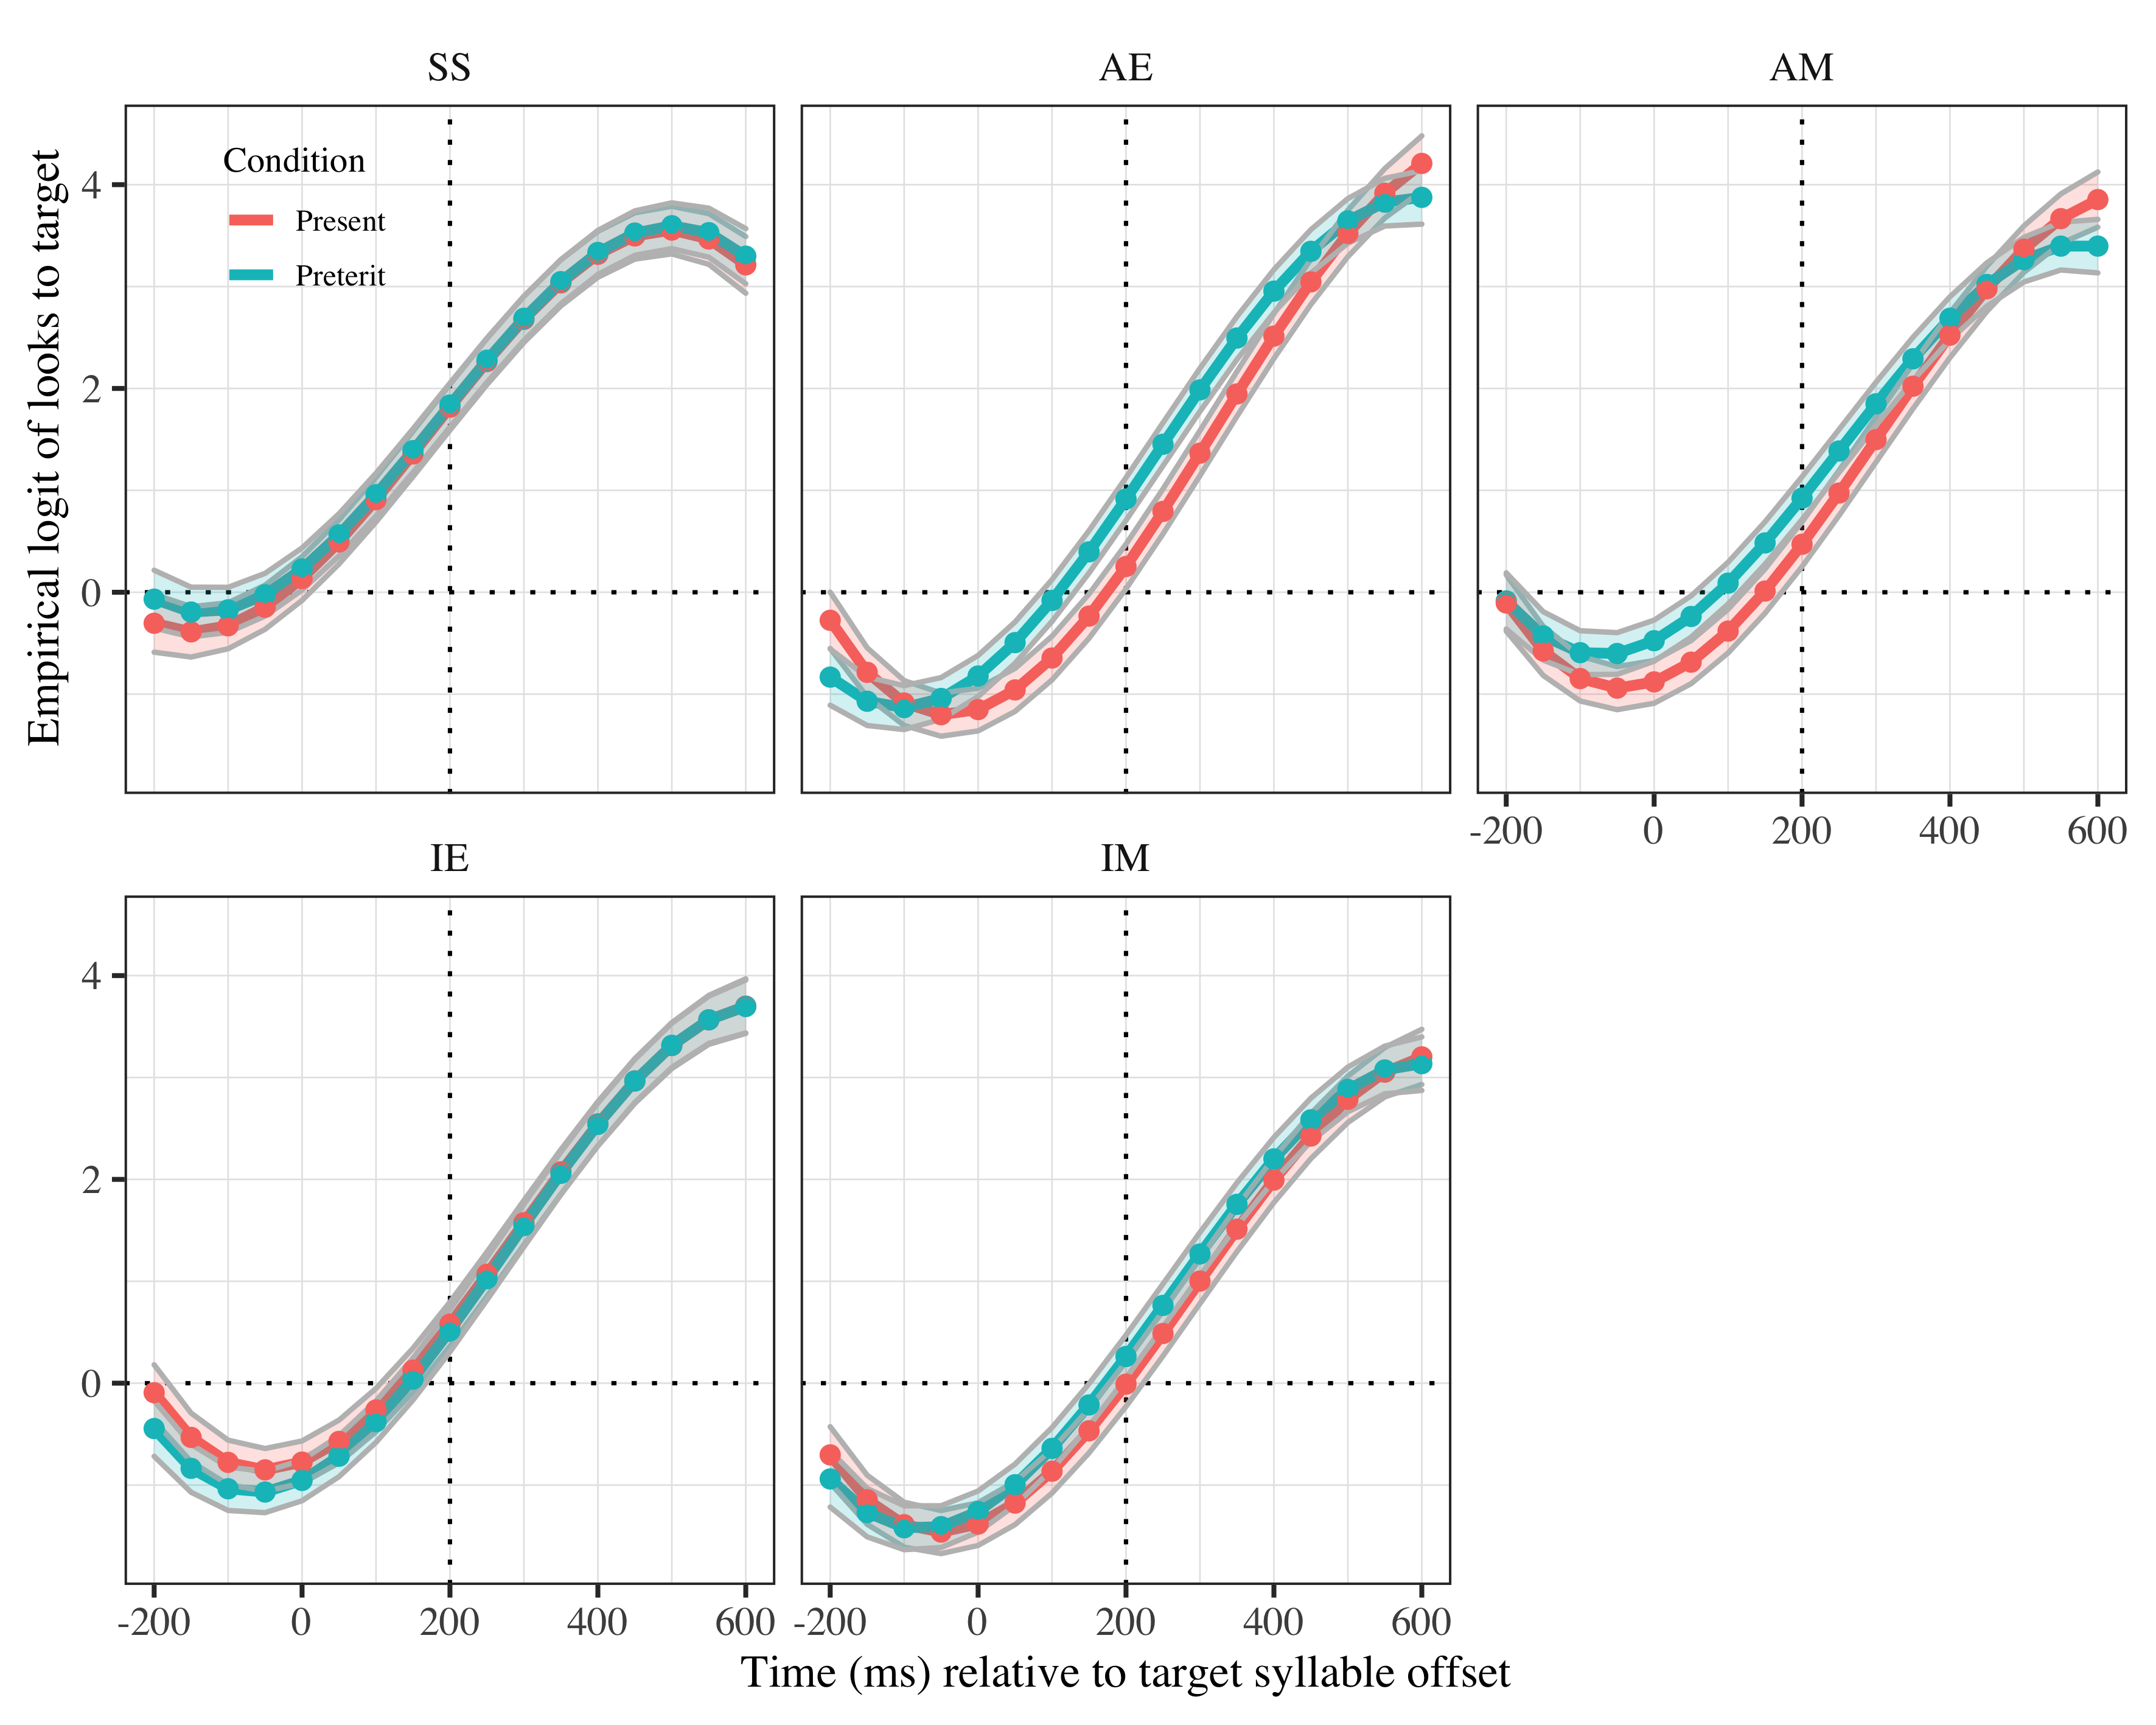 SS
AE
AM
Empirical logit of looks to target
Condition
Present
Preterit
4
2
0
-200 0 200 400 600
IE
IM
4
2
0
-200 0 200 400 600
-200 0 200 400 600
Time (ms) relative to target syllable offset